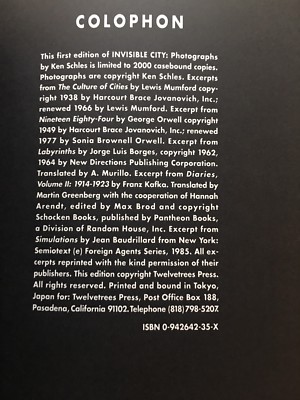 COLOPHON
This first edition of INVISIBLE CITY: Photographs
by Ken Schles is limited to 2000 casebound copies.
Photographs are copyright Ken Schles. Excerpts
from The Culture of Cities by Lewis Mumford copy-
right 1938 by Harcourt Brace Jovanovich, Inc.;
renewed 1966 by Lewis Mumford. Excerpt from
Nineteen Eighty-Four by George Orwell copyright
1949 by Harcourt Brace Jovanovich, Inc.; renewed
1977 by Sonia Brownell Orwell. Excerpt from
Labyrinths by Jorge Luis Borges, copyright 1962,
1964 by New Directions Publishing Corporation.
Translated by A. Murillo. Excerpt from Diaries,
Volume II: 1914-1923 by Franz Kafka. Translated by
Martin Greenberg with the cooperation of Hannah
Arendt, edited by Max Brod and copyright
Schocken Books, published by Pantheon Books,
a Division of Random House, Inc. Excerpt from
Simulations by Jean Baudrillard from New York:
Semiotext (e) Foreign Agents Series, 1985. All ex-
cerpts reprinted with the kind permission of their
publishers. This edition copyright Twelvetrees Press.
All rights reserved. Printed and bound in Tokyo,
Japan for: Twelvetrees Press, Post Office Box 188,
Pasadena, California 91102. Telephone (818) 798-5207.
ISBN 0-942642-35-X